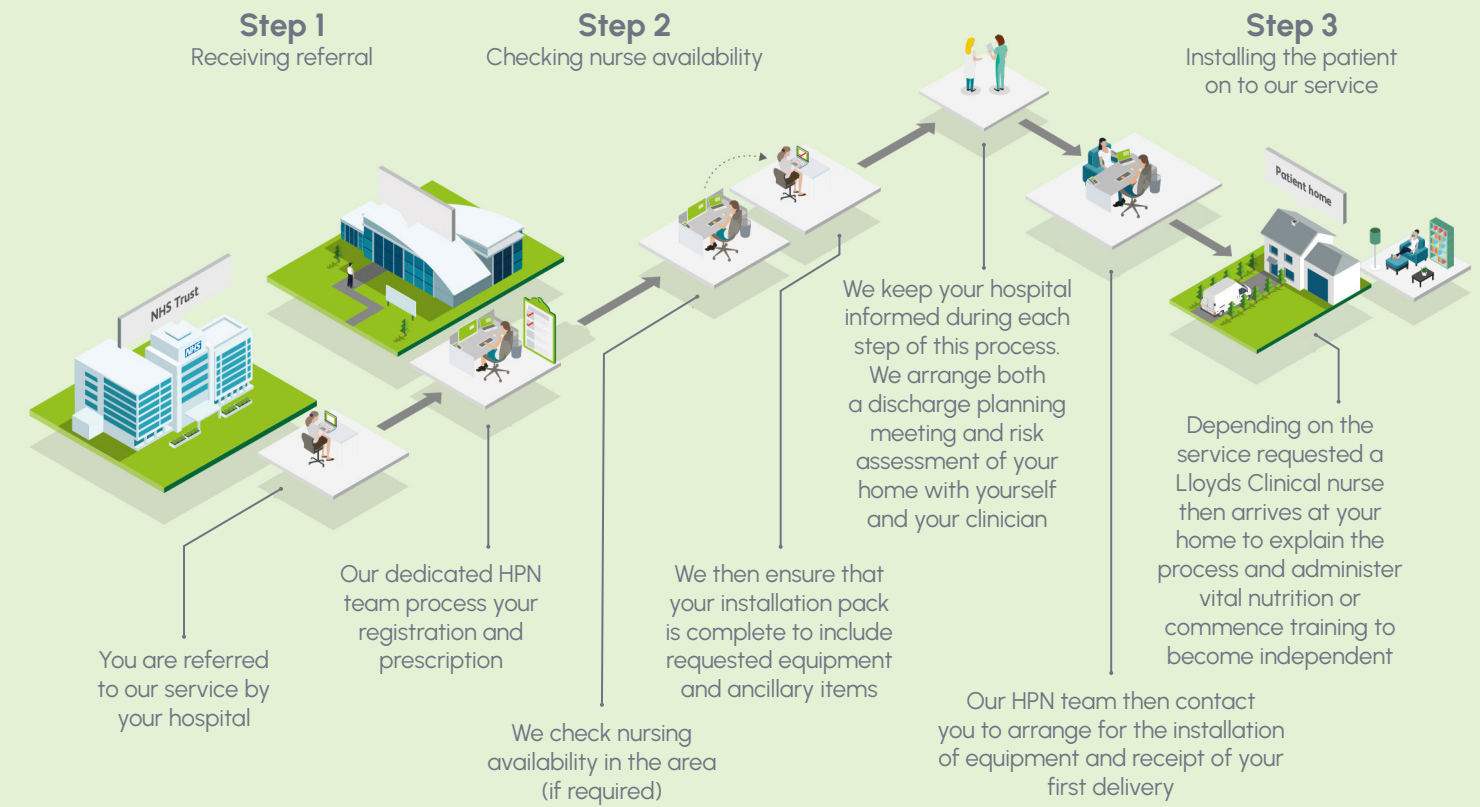 Step 1
Receiving referral
Step 2
Checking nurse availability
Step 3
Installing the patient
on to our service
NHS Trust
NHS
Patient home
You are referred
to our service by
your hospital
Our dedicated HPN
team process your
registration and
prescription
We check nursing
availability in the area
(if required)
We then ensure that
your installation pack
is complete to include
requested equipment
and ancillary items
We keep your hospital
informed during each
step of this process.
We arrange both
a discharge planning
meeting and risk
assessment of your
home with yourself
and your clinician
Our HPN team then contact
you to arrange for the installation
of equipment and receipt of your
first delivery
Depending on the
service requested a
Lloyds Clinical nurse
then arrives at your
home to explain the
process and administer
vital nutrition or
commence training to
become independent